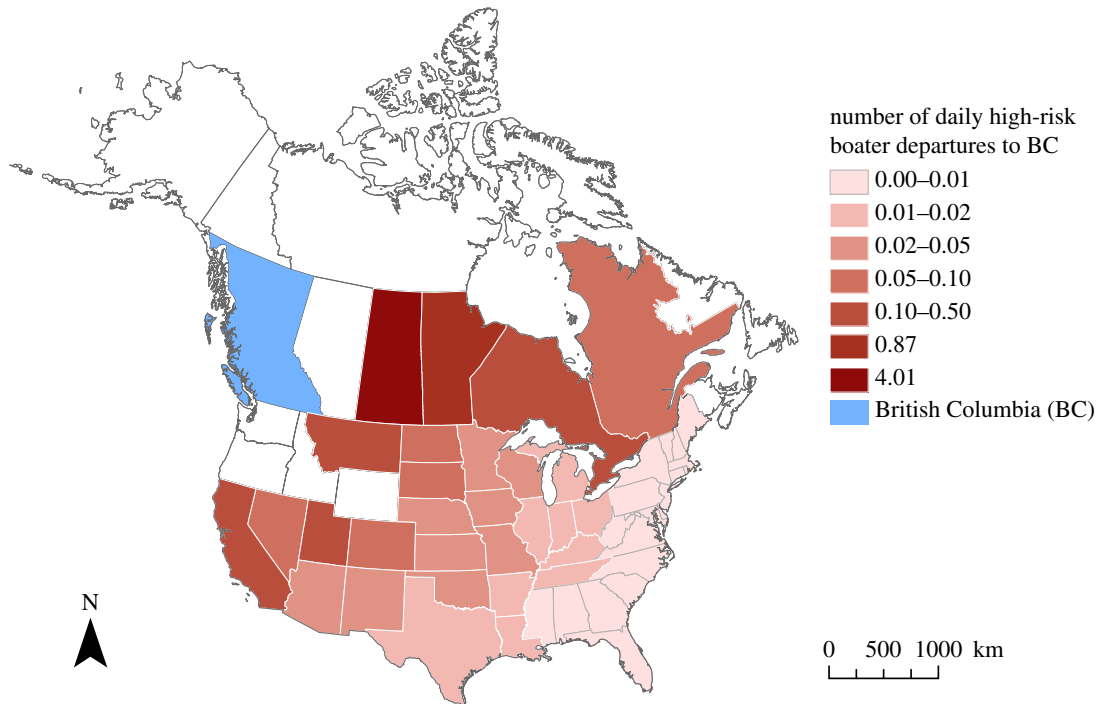 number of daily high-risk
boater departures to BC
0.00–0.01
0.01–0.02
0.02–0.05
0.05–0.10
0.10–0.50
0.87
4.01
British Columbia (BC)
N
0 500 1000 km